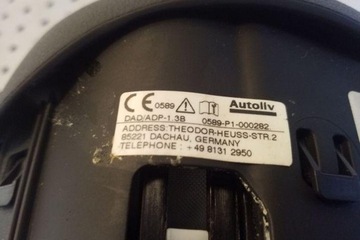 CE 0589 Autoliv
DAD/ADP-1.3B 0589-P1-000282
ADDRESS: THEODOR-HEUSS-STR.2
85221 DACHAU, GERMANY
TELEPHONE : +49 8131 2950